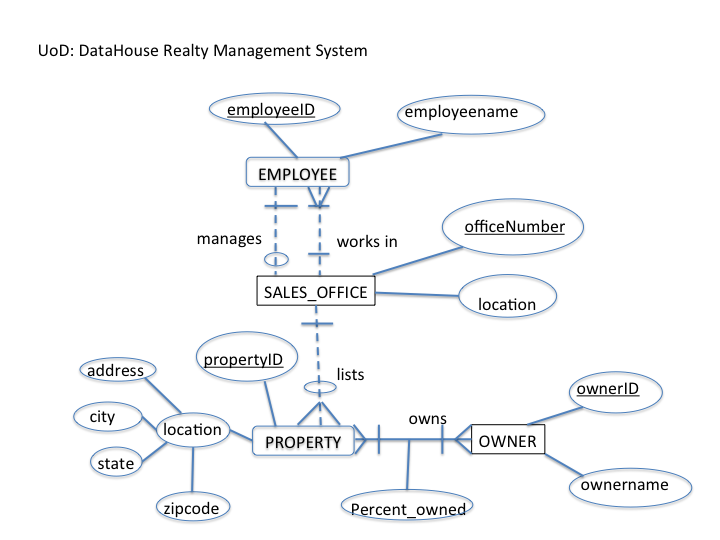 UoD: DataHouse Realty Management System
employeeID
employeename
EMPLOYEE
manages
works in
officeNumber
SALES_OFFICE
location
propertyID
lists
address
city
location
state
zipcode
PROPERTY
owns
OWNER
ownerID
ownername
Percent_owned